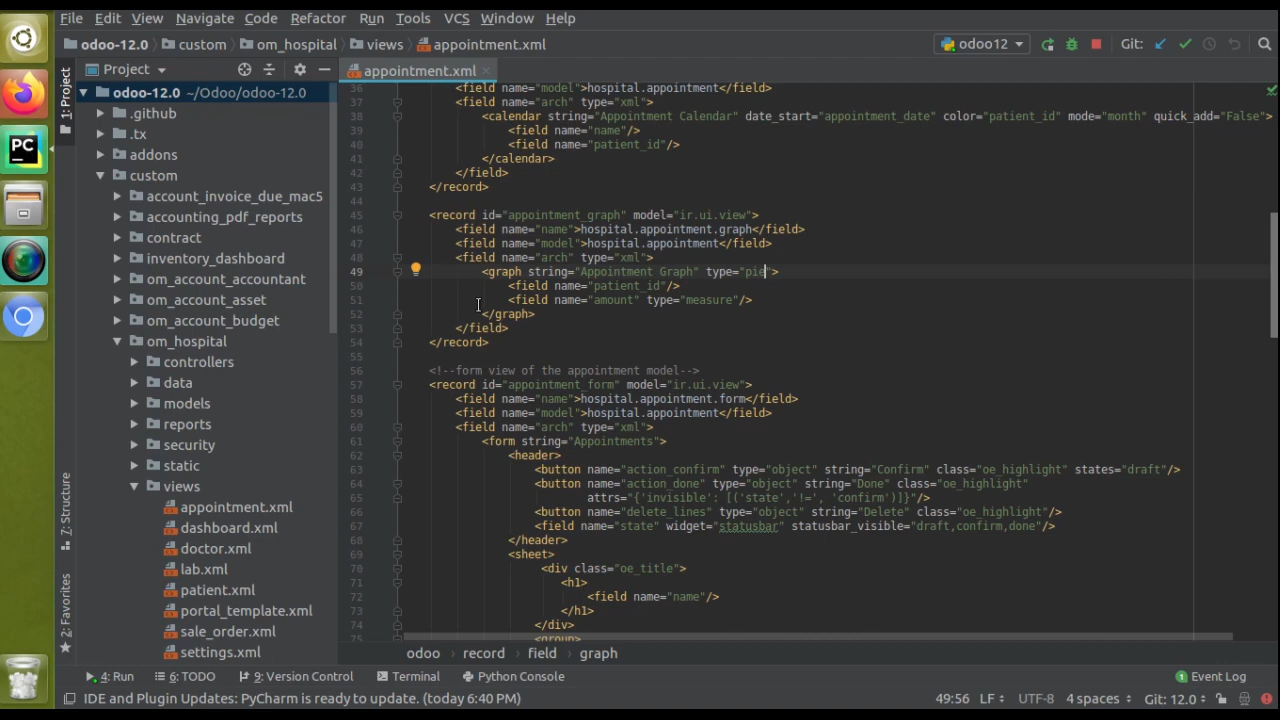 File Edit View Navigate Code Refactor Run Tools VCS Window Help
odoo-12.0 custom om_hospital views appointment.xml odoo12 Git:
Project
appointment.xml
1: Project
odoo-12.0 ~/Odoo/odoo-12.0
.github
.tx
addons
custom
account_invoice_due_mac5
accounting_pdf_reports
contract
inventory_dashboard
om_account_accountant
om_account_asset
om_account_budget
om_hospital
controllers
data
models
reports
security
static
views
appointment.xml
dashboard.xml
doctor.xml
lab.xml
patient.xml
portal_template.xml
sale_order.xml
settings.xml
7: Structure
2: Favorites
PC
36 <field name="model">hospital.appointment</field>
37 <field name="arch" type="xml">
38 <calendar string="Appointment Calendar" date_start="appointment_date" color="patient_id" mode="month" quick_add="False">
39 <field name="name"/>
40 <field name="patient_id"/>
41 </calendar>
42 </field>
43 </record>
44
45 <record id="appointment_graph" model="ir.ui.view">
46 <field name="name">hospital.appointment.graph</field>
47 <field name="model">hospital.appointment</field>
48 <field name="arch" type="xml">
49 <graph string="Appointment Graph" type="pie">
50 <field name="patient_id"/>
51 <field name="amount" type="measure"/>
52 </graph>
53 </field>
54 </record>
55
56 <!--form view of the appointment model-->
57 <record id="appointment_form" model="ir.ui.view">
58 <field name="name">hospital.appointment.form</field>
59 <field name="model">hospital.appointment</field>
60 <field name="arch" type="xml">
61 <form string="Appointments">
62 <header>
63 <button name="action_confirm" type="object" string="Confirm" class="oe_highlight" states="draft"/>
64 <button name="action_done" type="object" string="Done" class="oe_highlight"
65 attrs="{'invisible': [('state','!=', 'confirm')]}"/>
66 <button name="delete_lines" type="object" string="Delete" class="oe_highlight"/>
67 <field name="state" widget="statusbar" statusbar_visible="draft,confirm,done"/>
68 </header>
69 <sheet>
70 <div class="oe_title">
71 <h1>
72 <field name="name"/>
73 </h1>
74 </div>
75 <group>
odoo record field graph
4: Run 6: TODO 9: Version Control Terminal Python Console 1 Event Log
IDE and Plugin Updates: PyCharm is ready to update. (today 6:40 PM) 49:56 LF UTF-8 4 spaces Git: 12.0